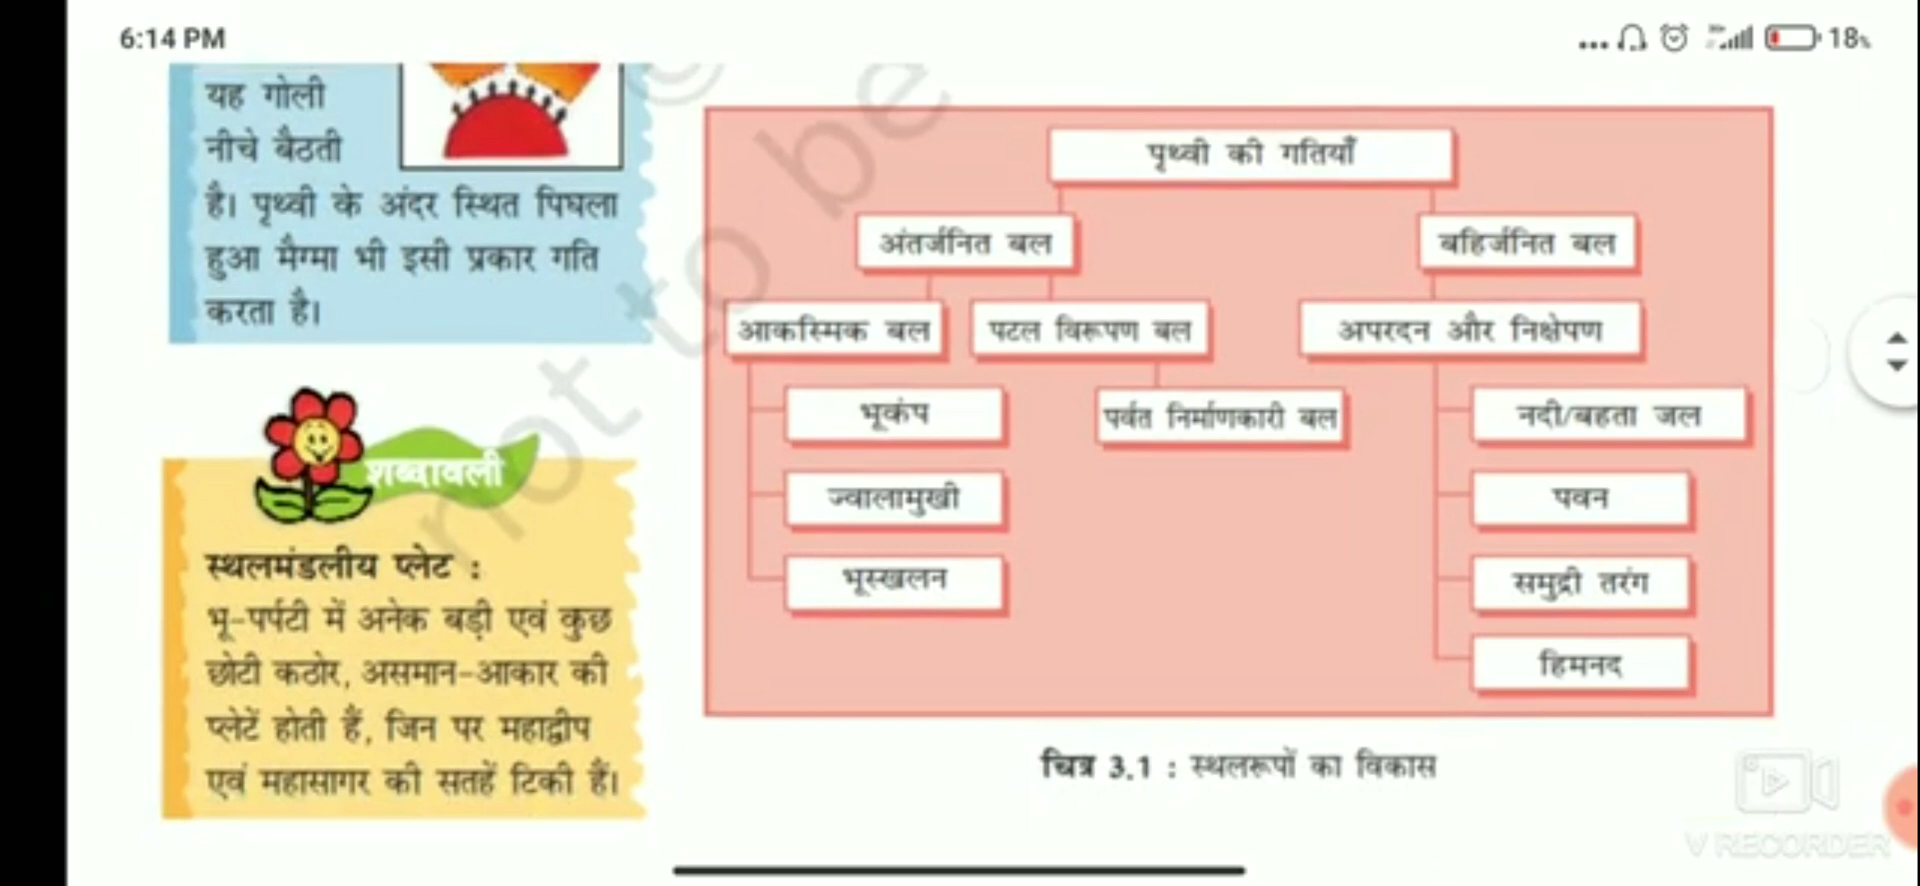 6:14 PM
18%
यह गोली
नीचे बैठती
है। पृथ्वी के अंदर स्थित पिघला
हुआ मैग्मा भी इसी प्रकार गति
करता है।
शब्दावली
स्थलमंडलीय प्लेट :
भू-पर्पटी में अनेक बड़ी एवं कुछ
छोटी कठोर, असमान-आकार की
प्लेटें होती हैं, जिन पर महाद्वीप
एवं महासागर की सतहें टिकी हैं।
not to be
पृथ्वी की गतियाँ
अंतर्जनित बल
बहिर्जनित बल
आकस्मिक बल
पटल विरूपण बल
अपरदन और निक्षेपण
भूकंप
पर्वत निर्माणकारी बल
नदी/बहता जल
ज्वालामुखी
पवन
भूस्खलन
समुद्री तरंग
हिमनद
चित्र 3.1 : स्थलरूपों का विकास
V RECORDER